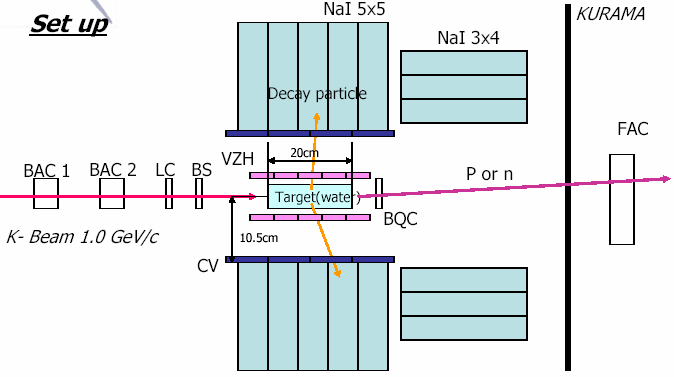 Set up
NaI 5x5
KURAMA
NaI 3x4
Decay particle
FAC
VZH
20cm
BAC 1
BAC 2
LC
BS
P or n
Target(water)
BQC
K- Beam 1.0 GeV/c
10.5cm
CV